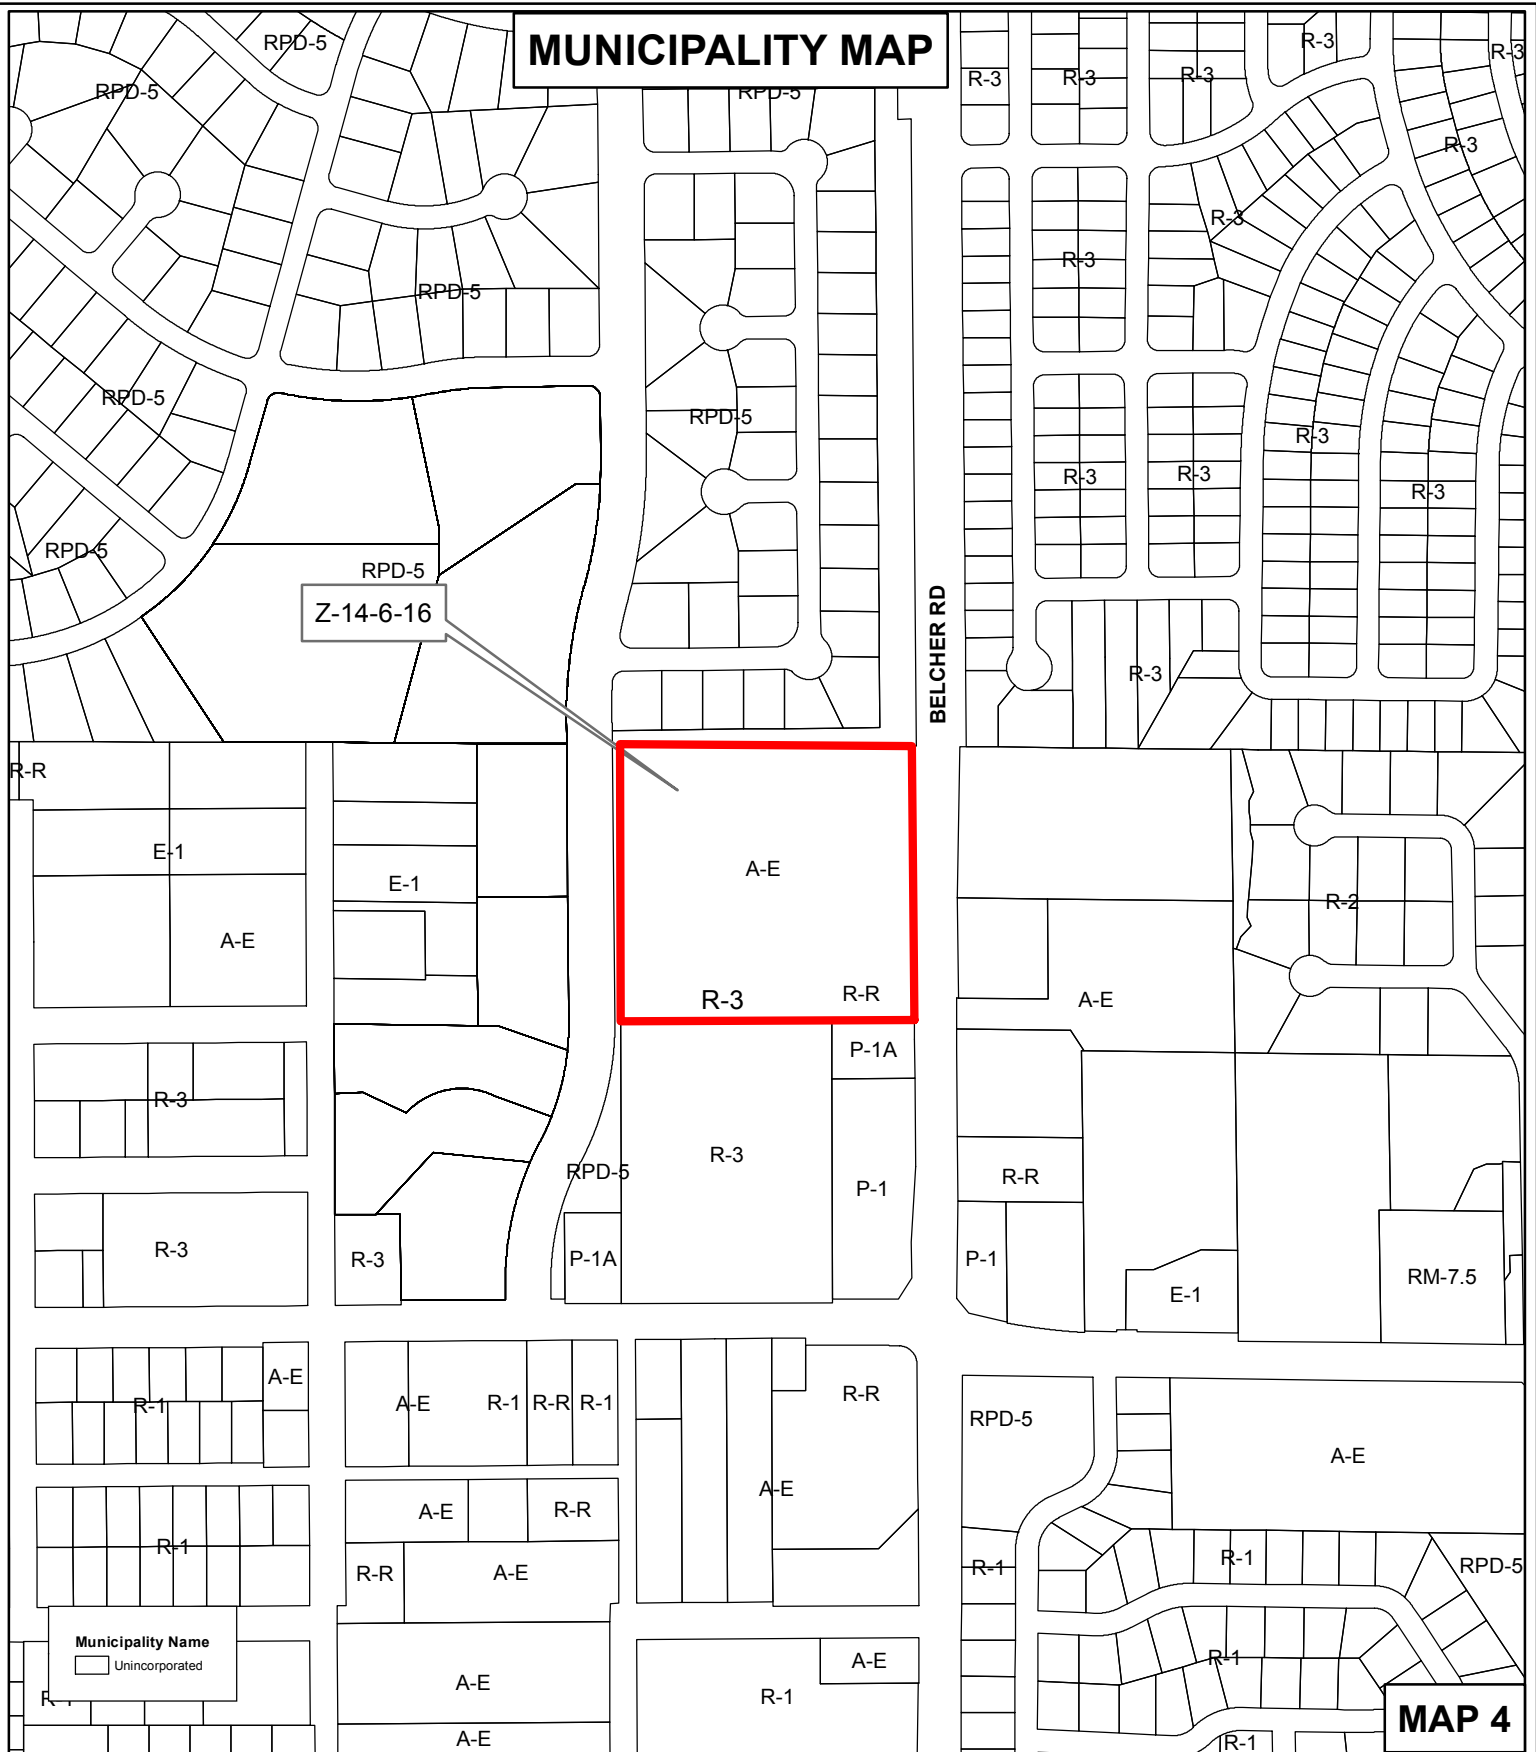 MUNICIPALITY MAP
RPD-5
R-3
R-3
RPD-5
RPD-5
R-3
R-3
R-3
R-3
R-3
R-3
RPD-5
RPD-5
RPD-5
R-3
R-3
R-3
R-3
RPD-5
RPD-5
Z-14-6-16
BELCHER RD
R-3
R-R
E-1
E-1
A-E
R-2
A-E
R-3
R-R
A-E
P-1A
R-3
R-3
RPD-5
P-1
R-R
R-3
R-3
P-1A
P-1
E-1
RM-7.5
A-E
R-1
A-E
R-1
R-R
R-1
R-R
RPD-5
A-E
A-E
A-E
R-R
R-1
R-R
A-E
R-1
R-1
RPD-5
Municipality Name
Unincorporated
A-E
R-1
A-E
R-1
R-1
A-E
R-1
MAP 4